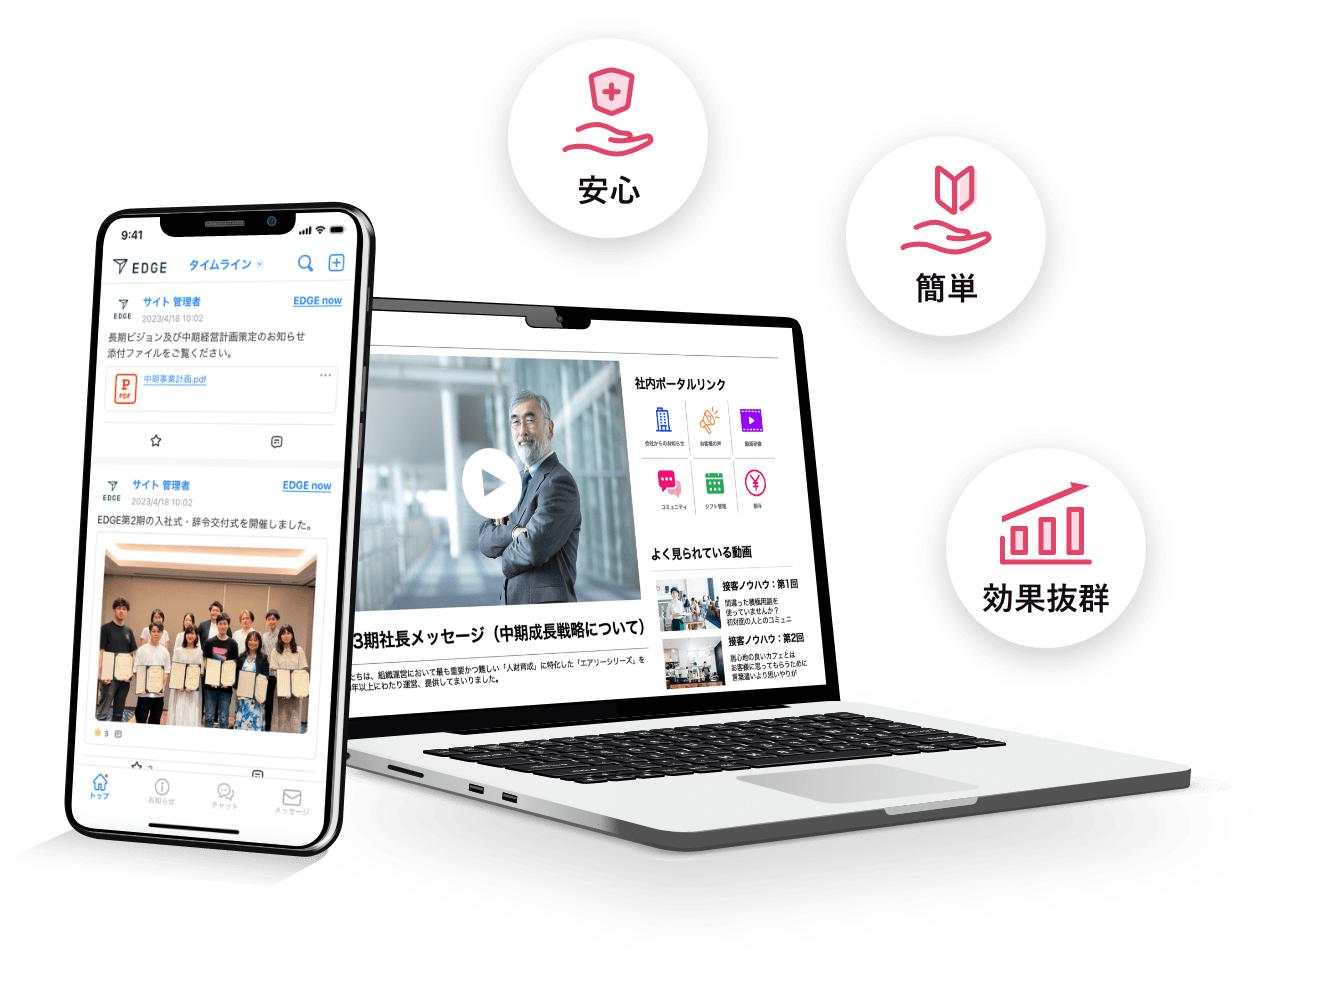 安心
簡単
効果抜群
9:41
EDGE タイムライン
EDGE
サイト 管理者 EDGE now
2023/4/18 10:02
長期ビジョン及び中期経営計画策定のお知らせ
添付ファイルをご覧ください。
PDF
中期事業計画.pdf
EDGE
サイト 管理者 EDGE now
2023/4/18 10:02
EDGE第2期の入社式・辞令交付式を開催しました。
3
トップ お知らせ チャット メッセージ
3期社長メッセージ（中期成長戦略について）
たちは、組織運営において最も重要かつ難しい「人財育成」に特化した「エアリーシリーズ」を
年以上にわたり運営、提供してまいりました。
社内ポータルリンク
会社からのお知らせ お客様の声 動画研修
コミュニティ シフト管理 給与
よく見られている動画
接客ノウハウ：第1回
間違った積極用語を
使っていませんか？
初対面の人とのコミュニ
接客ノウハウ：第2回
居心地の良いカフェとは
お客様に思ってもらうために
言葉遣いより思いやりが